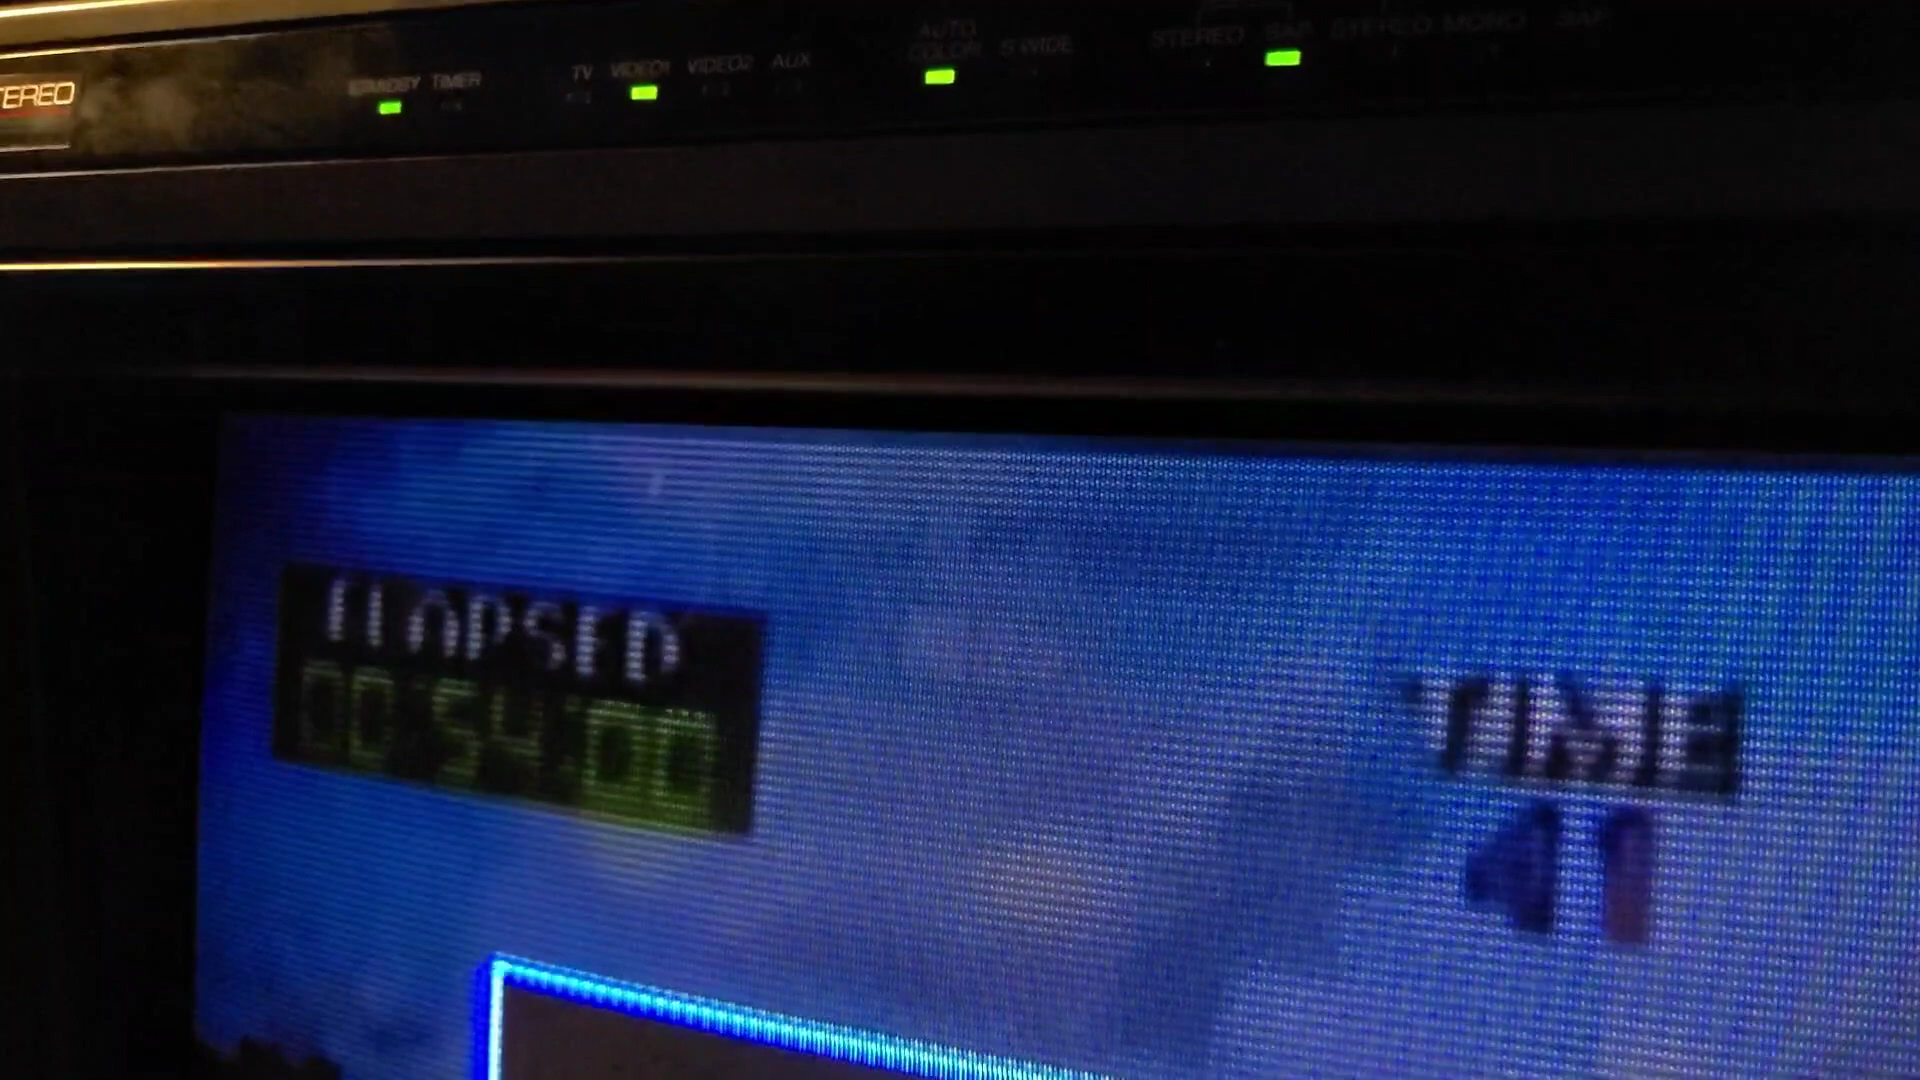 TEREO
STANDBY TIMER
TV VIDEO1 VIDEO2 AUX
AUTO
COLOR S WIDE
STEREO SAP STEREO MONO SAP
ELAPSED
00:54:00
TIME
41